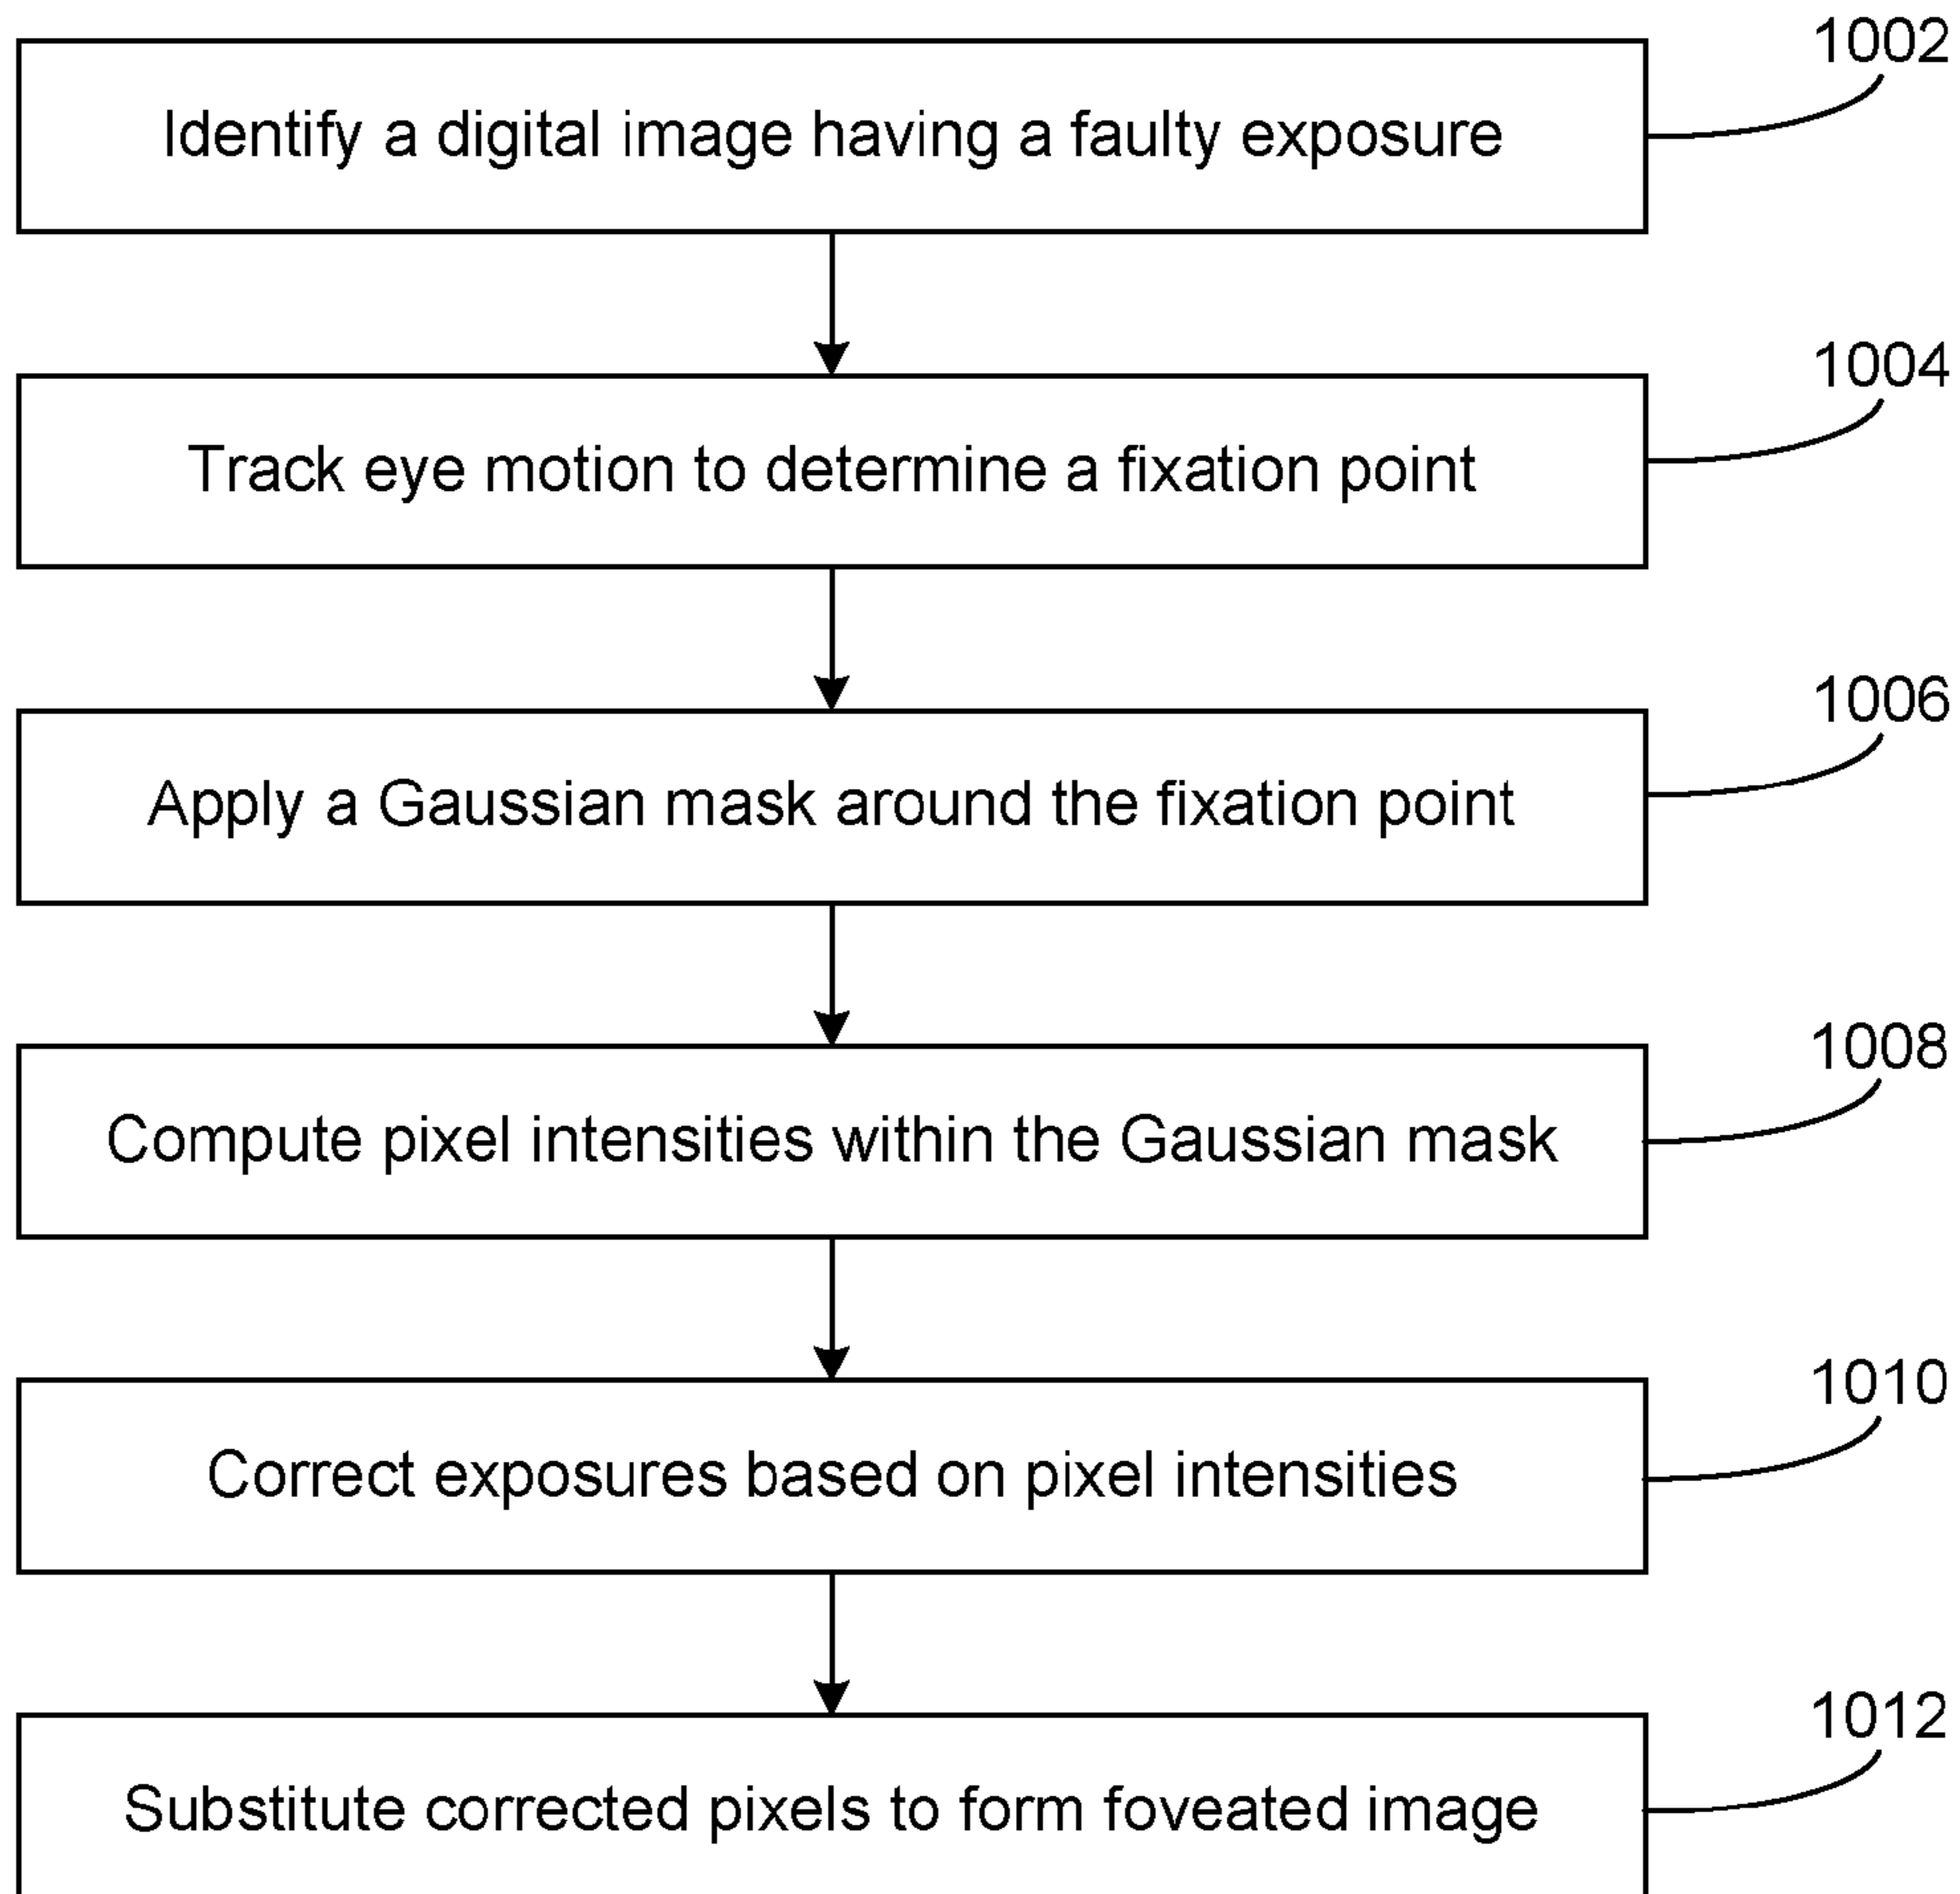 1002
Identify a digital image having a faulty exposure
1004
Track eye motion to determine a fixation point
1006
Apply a Gaussian mask around the fixation point
1008
Compute pixel intensities within the Gaussian mask
1010
Correct exposures based on pixel intensities
1012
Substitute corrected pixels to form foveated image